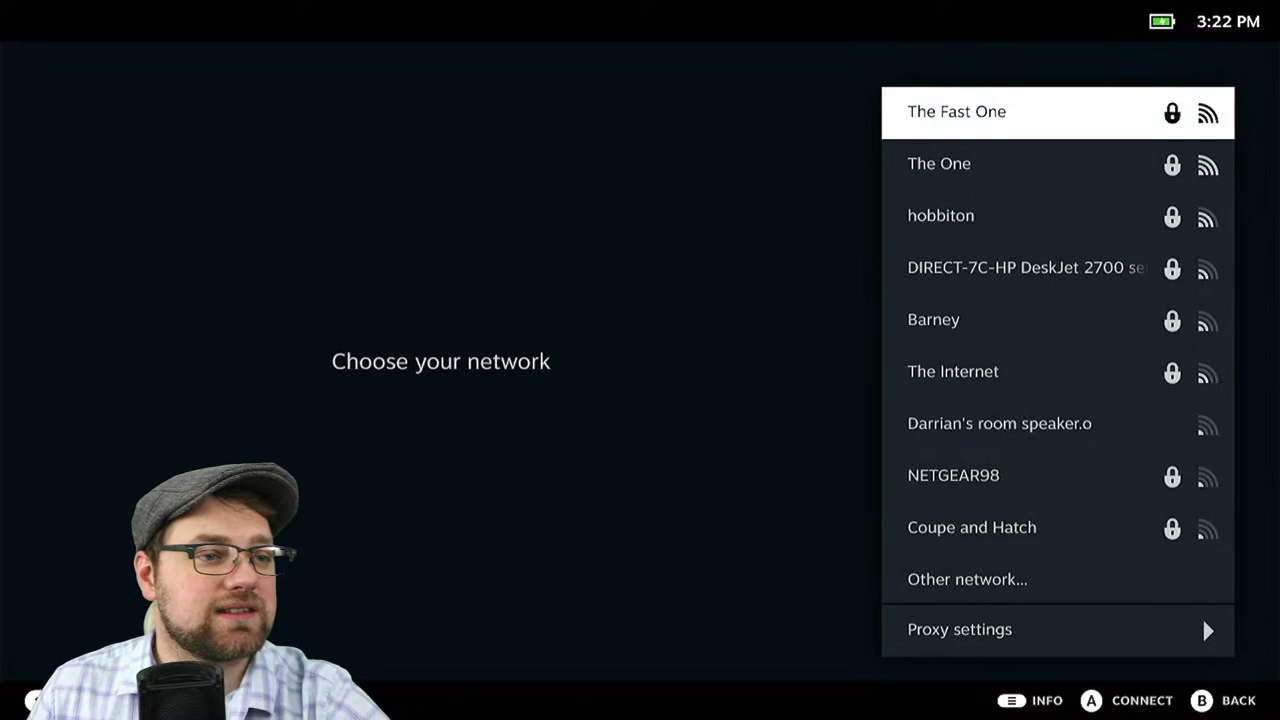 3:22 PM
The Fast One
The One
hobbiton
DIRECT-7C-HP DeskJet 2700 se
Barney
The Internet
Darrian's room speaker.o
NETGEAR98
Coupe and Hatch
Other network...
Proxy settings
Choose your network
INFO A CONNECT B BACK